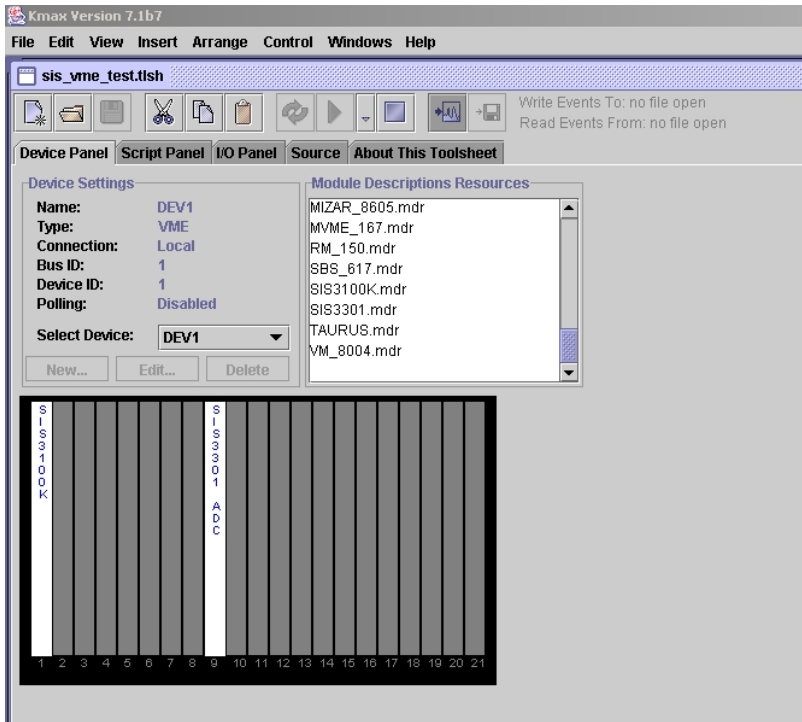 Kmax Version 7.1b7
File Edit View Insert Arrange Control Windows Help
sis_vme_test.tlsh
Write Events To: no file open
Read Events From: no file open
Device Panel Script Panel I/O Panel Source About This Toolsheet
Device Settings
Name: DEV1
Type: VME
Connection: Local
Bus ID: 1
Device ID: 1
Polling: Disabled
Select Device: DEV1
New... Edit... Delete
Module Descriptions Resources
MIZAR_8605.mdr
MVME_167.mdr
RM_150.mdr
SBS_617.mdr
SIS3100K.mdr
SIS3301.mdr
TAURUS.mdr
VM_8004.mdr
SIS3100K
SIS3301 ADC
1 2 3 4 5 6 7 8 9 10 11 12 13 14 15 16 17 18 19 20 21